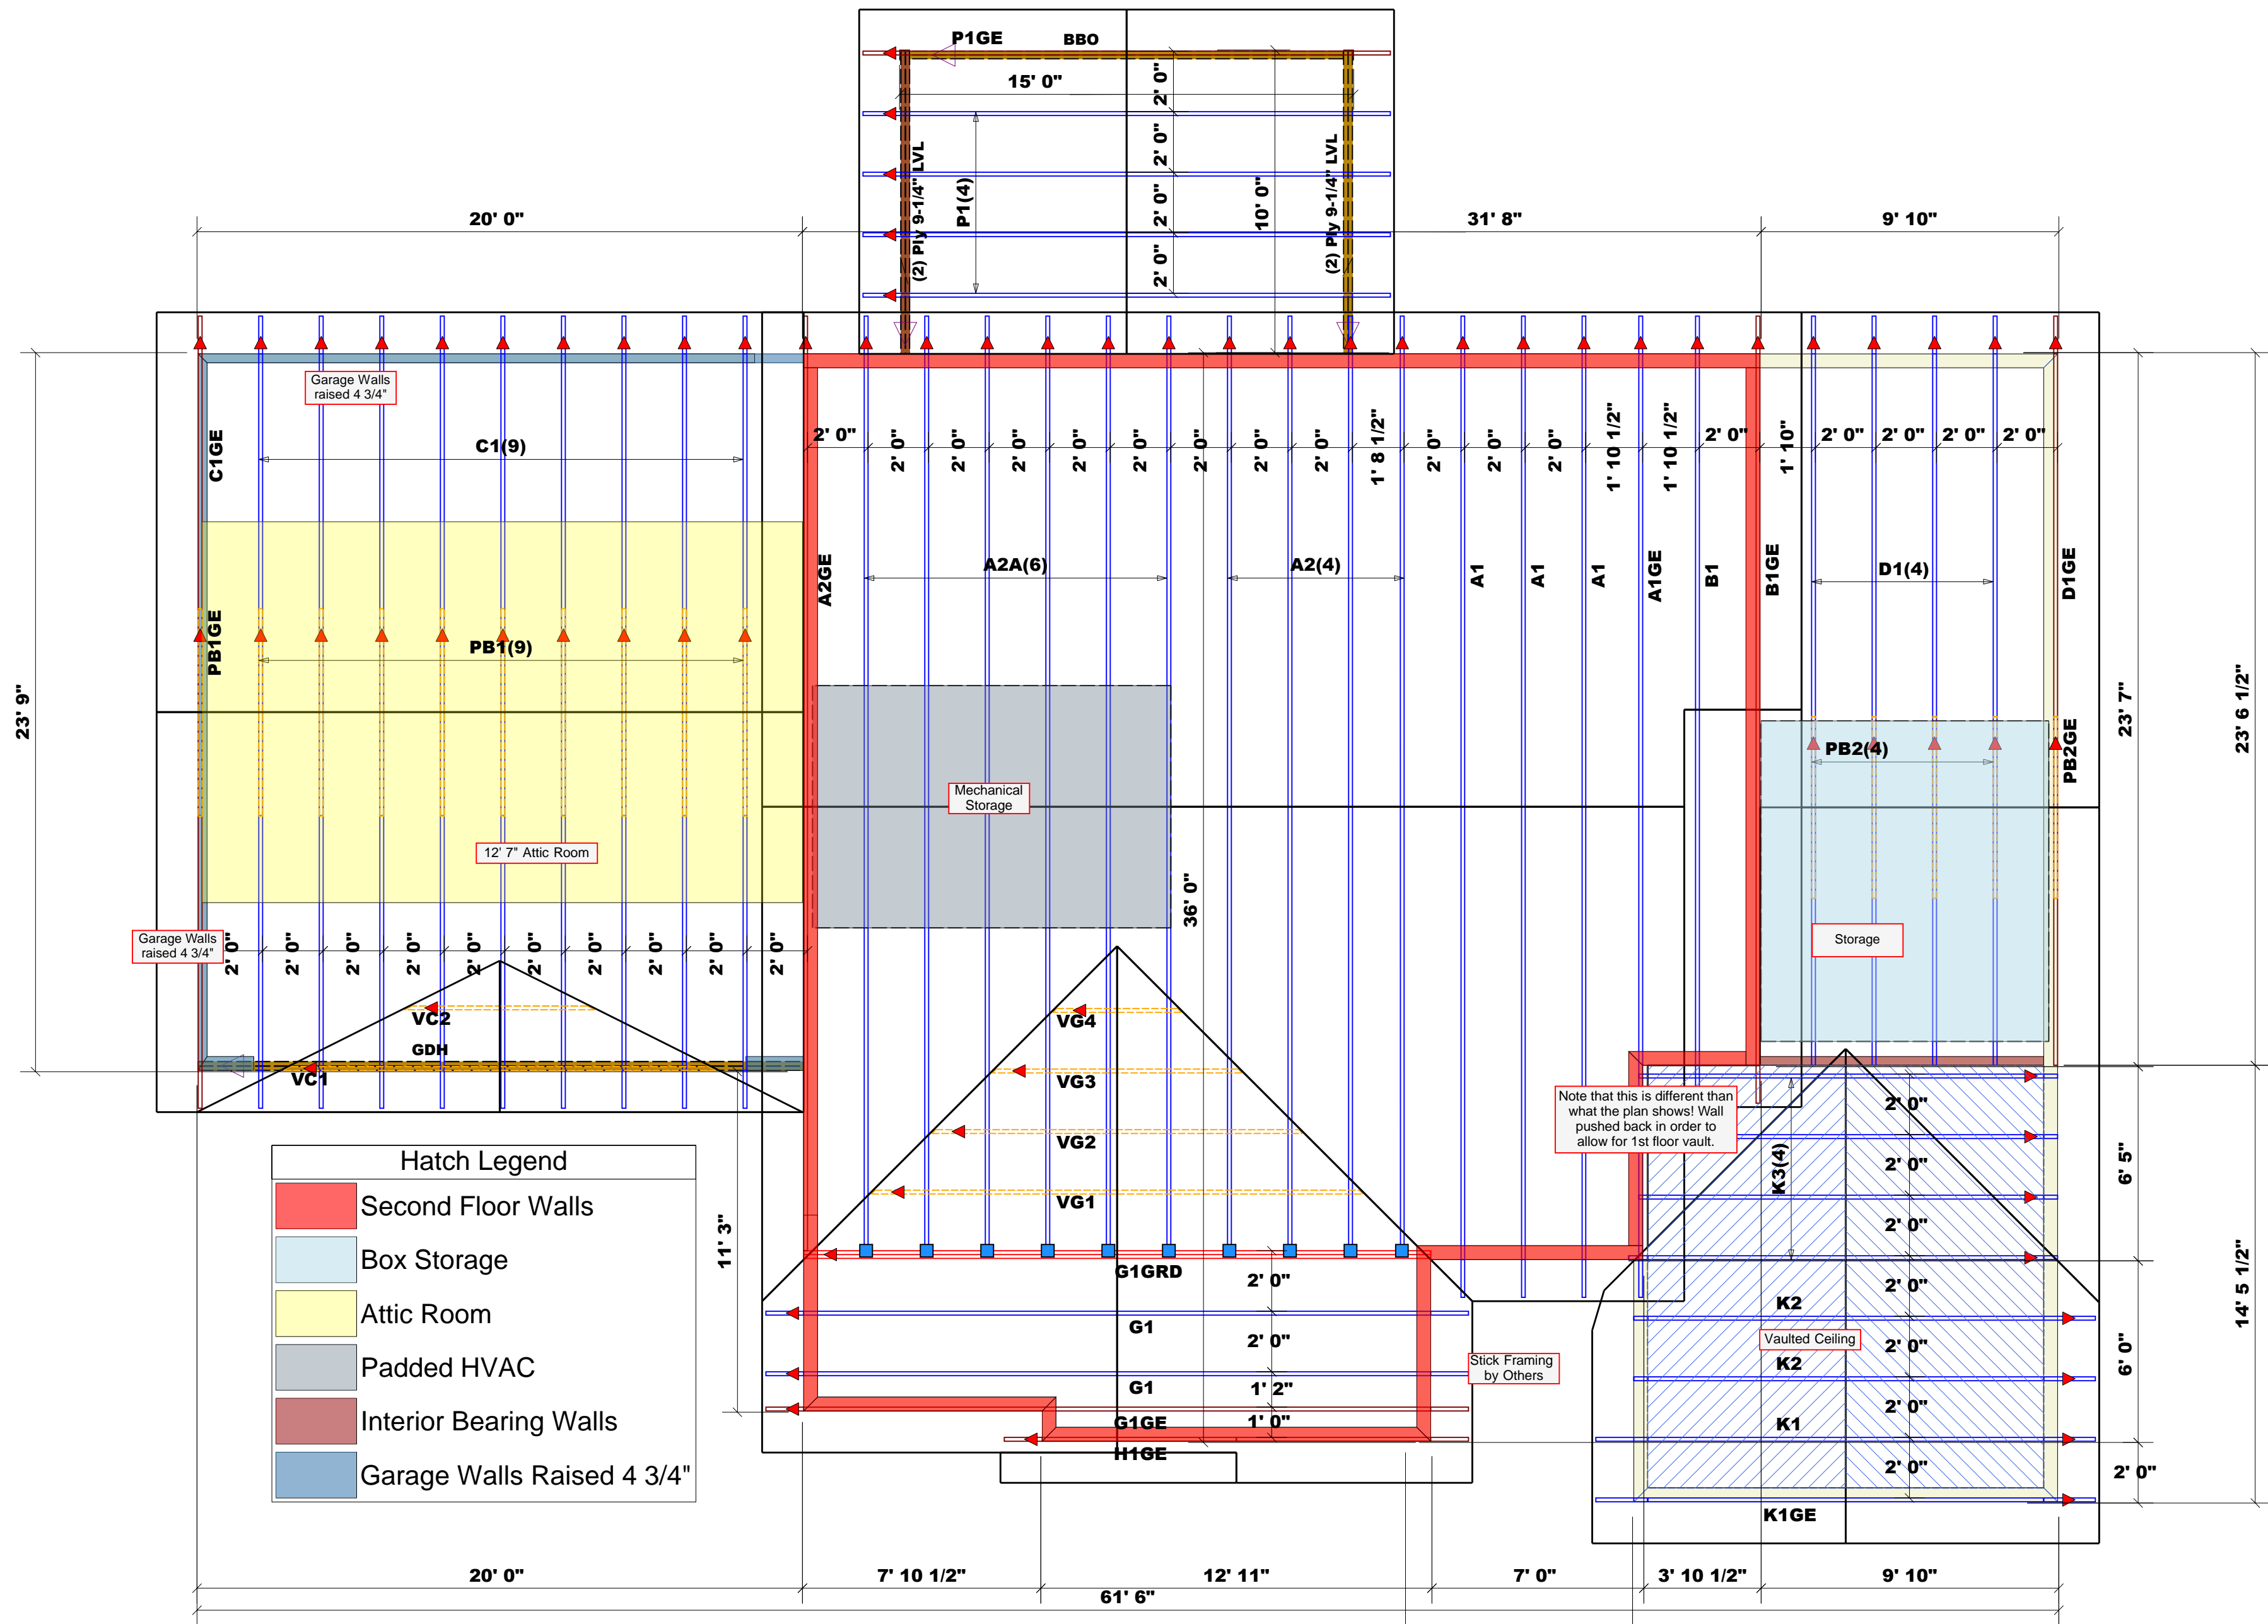 P1GE
BBO
15' 0"
2' 0"
2' 0"
2' 0"
2' 0"
(2) Ply 9-1/4" LVL
P1(4)
10' 0"
(2) Ply 9-1/4" LVL
20' 0"
31' 8"
9' 10"
Garage Walls
raised 4 3/4"
C1GE
C1(9)
2' 0"
2' 0"
2' 0"
2' 0"
2' 0"
2' 0"
2' 0"
2' 0"
2' 0"
1' 8 1/2"
2' 0"
2' 0"
2' 0"
1' 10 1/2"
1' 10 1/2"
2' 0"
1' 10"
2' 0"
2' 0"
2' 0"
2' 0"
A2GE
A2A(6)
A2(4)
A1
A1
A1
A1GE
B1
B1GE
D1(4)
D1GE
PB1GE
PB1(9)
23' 9"
23' 7"
23' 6 1/2"
PB2(4)
PB2GE
Mechanical
Storage
12' 7" Attic Room
36' 0"
Garage Walls
raised 4 3/4"
Storage
2' 0"
2' 0"
2' 0"
2' 0"
2' 0"
2' 0"
2' 0"
2' 0"
2' 0"
2' 0"
VC2
GDH
VC1
VG4
VG3
VG2
VG1
Note that this is different than
what the plan shows! Wall
pushed back in order to
allow for 1st floor vault.
K3(4)
2' 0"
2' 0"
2' 0"
2' 0"
2' 0"
2' 0"
2' 0"
6' 5"
14' 5 1/2"
6' 0"
2' 0"
Hatch Legend
Second Floor Walls
Box Storage
Attic Room
Padded HVAC
Interior Bearing Walls
Garage Walls Raised 4 3/4"
11' 3"
G1GRD
2' 0"
G1
2' 0"
G1
1' 2"
G1GE
1' 0"
H1GE
Stick Framing
by Others
K2
Vaulted Ceiling
K2
K1
K1GE
20' 0"
7' 10 1/2"
12' 11"
7' 0"
3' 10 1/2"
9' 10"
61' 6"